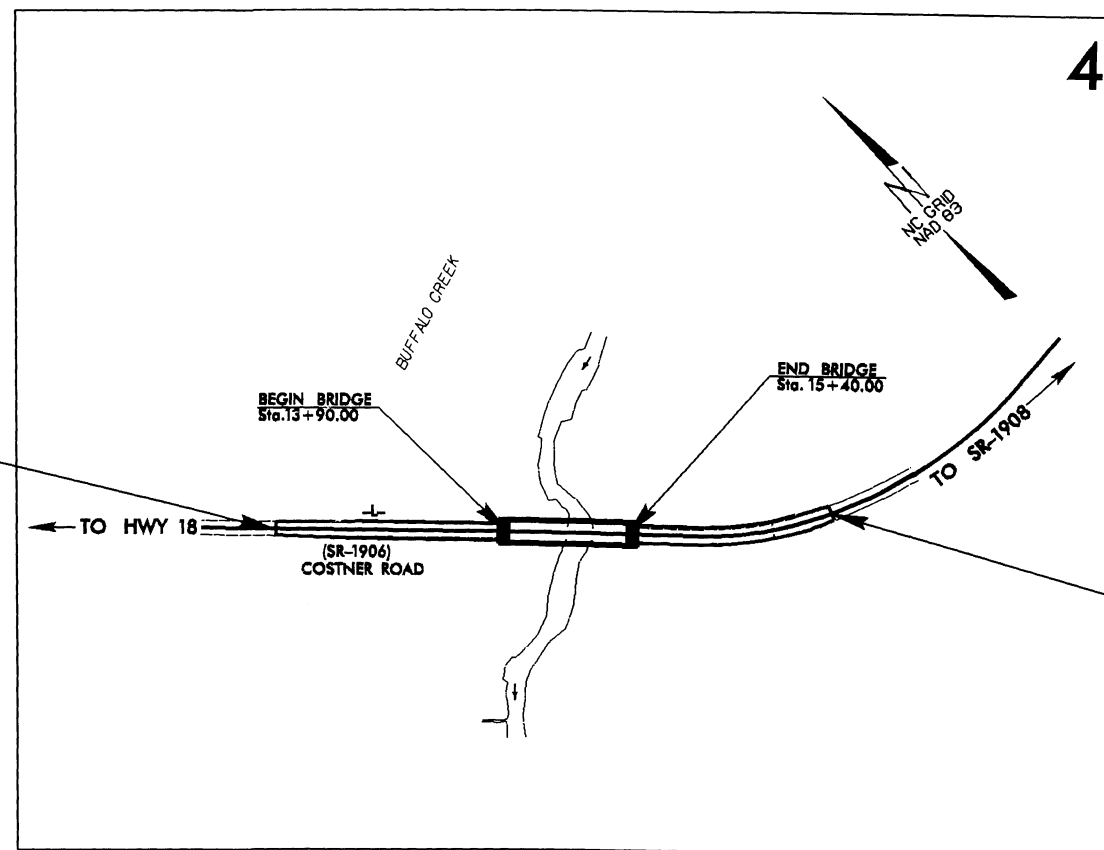 4
NC GRID
NAD 83
BUFFALO CREEK
BEGIN BRIDGE
Sta.13+90.00
END BRIDGE
Sta. 15+40.00
TO SR-1908
TO HWY 18
-L-
(SR-1906)
COSTNER ROAD